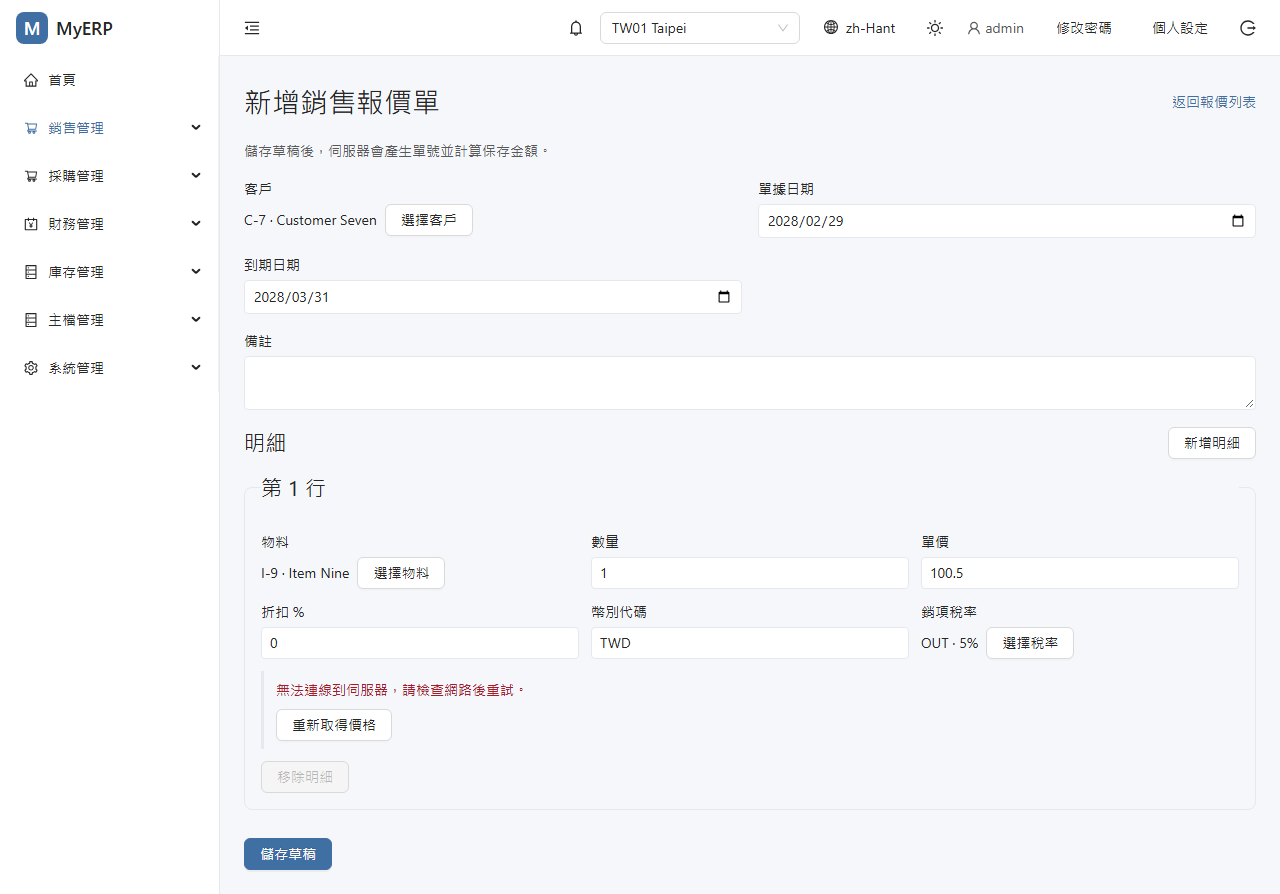 M MyERP
TW01 Taipei
zh-Hant
admin
修改密碼
個人設定
首頁
銷售管理
採購管理
財務管理
庫存管理
主檔管理
系統管理
新增銷售報價單
返回報價列表
儲存草稿後，伺服器會產生單號並計算保存金額。
客戶
單據日期
C-7 · Customer Seven
選擇客戶
2028/02/29
到期日期
2028/03/31
備註
明細
新增明細
第 1 行
物料
數量
單價
I-9 · Item Nine
選擇物料
1
100.5
折扣 %
幣別代碼
銷項稅率
0
TWD
OUT · 5%
選擇稅率
無法連線到伺服器，請檢查網路後重試。
重新取得價格
移除明細
儲存草稿